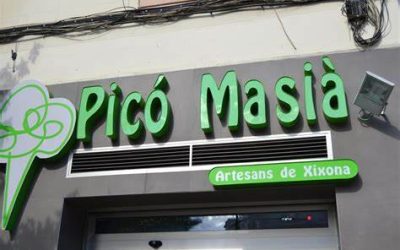 Picó Masià
Artesans de Xixona